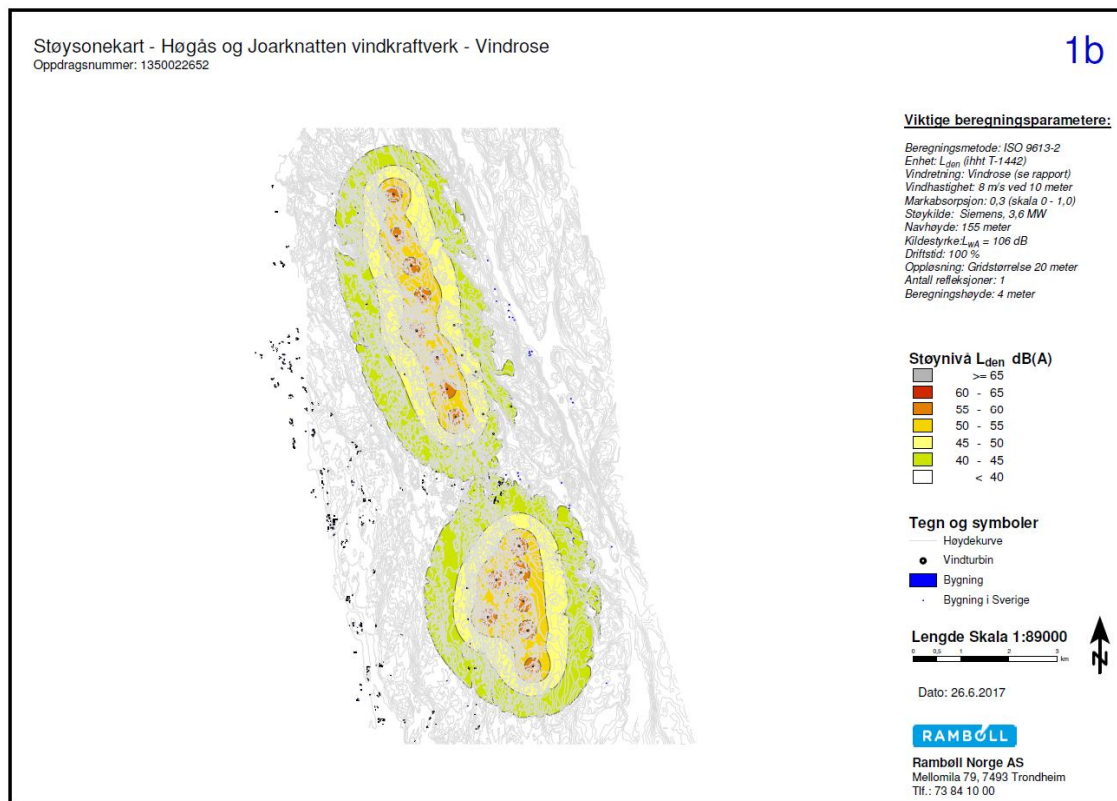 Støysonekart - Høgås og Joarknatten vindkraftverk - Vindrose
Oppdragsnummer: 1350022652
1b
Viktige beregningsparametere:
Beregningsmetode: ISO 9613-2
Enhet: Lden (ihht T-1442)
Vindretning: Vindrose (se rapport)
Vindhastighet: 8 m/s ved 10 meter
Markabsorpsjon: 0,3 (skala 0 - 1,0)
Støykilde: Siemens, 3,6 MW
Navhøyde: 155 meter
Kildestyrke:LwA = 106 dB
Driftstid: 100 %
Oppløsning: Gridstørrelse 20 meter
Antall refleksjoner: 1
Beregningshøyde: 4 meter
Støynivå Lden dB(A)
>= 65
60 - 65
55 - 60
50 - 55
45 - 50
40 - 45
< 40
Tegn og symboler
Høydekurve
Vindturbin
Bygning
Bygning i Sverige
Lengde Skala 1:89000
0 0,5 1 2 3 km
N
Dato: 26.6.2017
RAMBØLL
Rambøll Norge AS
Mellomila 79, 7493 Trondheim
Tlf.: 73 84 10 00